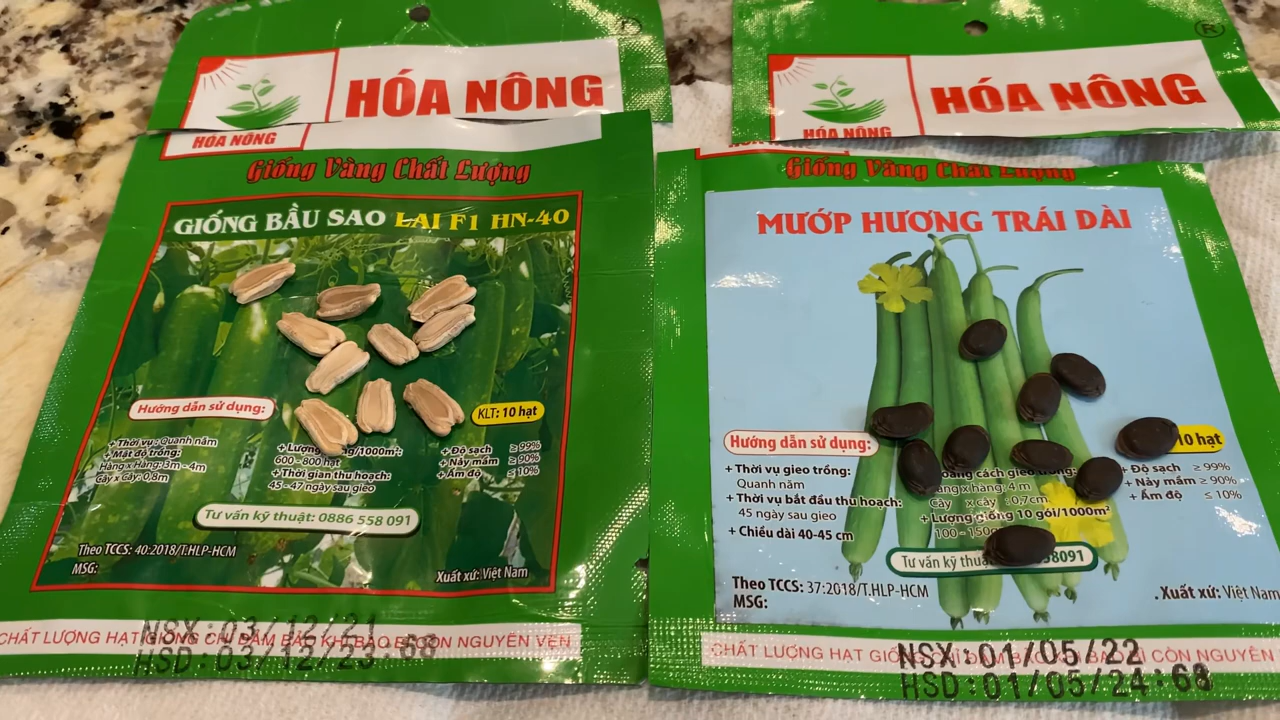 ®
HÓA NÔNG
HÓA NÔNG
Giống Vàng Chất Lượng
GIỐNG BẦU SAO LAI F1 HN-40
Hướng dẫn sử dụng:
KLT: 10 hạt
+ Thời vụ: Quanh năm
+ Mật độ trồng:
Hàng x Hàng: 3m - 4m
Cây x Cây: 0,8m
+ Lượng /1000m²:
600 - 800 hạt
+ Thời gian thu hoạch:
45 - 47 ngày sau gieo
+ Độ sạch ≥ 99%
+ Nảy mầm ≥ 90%
+ Ẩm độ ≤ 10%
Tư vấn kỹ thuật: 0886 558 091
Theo TCCS: 40:2018/T.HLP-HCM
MSG:
Xuất xứ: Việt Nam
CHẤT LƯỢNG HẠT GIỐNG CHỈ ĐẢM BẢO KHI BAO BÌ CÒN NGUYÊN VẸN
NSX: 03/12/21
HSD: 03/12/23:68
®
HÓA NÔNG
HÓA NÔNG
Giống Vàng Chất Lượng
MƯỚP HƯƠNG TRÁI DÀI
Hướng dẫn sử dụng:
10 hạt
+ Thời vụ gieo trồng:
Quanh năm
+ Thời vụ bắt đầu thu hoạch:
45 ngày sau gieo
+ Chiều dài 40-45 cm
cách gieo trồng:
x hàng: 4 m
Cây x cây : 0,7cm
+ Lượng giống 10 gói/1000m²
+ Độ sạch ≥ 99%
+ Nảy mầm ≥ 90%
+ Ẩm độ ≤ 10%
Tư vấn kỹ 8091
Theo TCCS: 37:2018/T.HLP-HCM
MSG:
. Xuất xứ: Việt Nam
CHẤT LƯỢNG HẠT GIỐNG CHỈ ĐẢM BẢO BÌ CÒN NGUYÊN
NSX: 01/05/22
HSD: 01/05/24:68